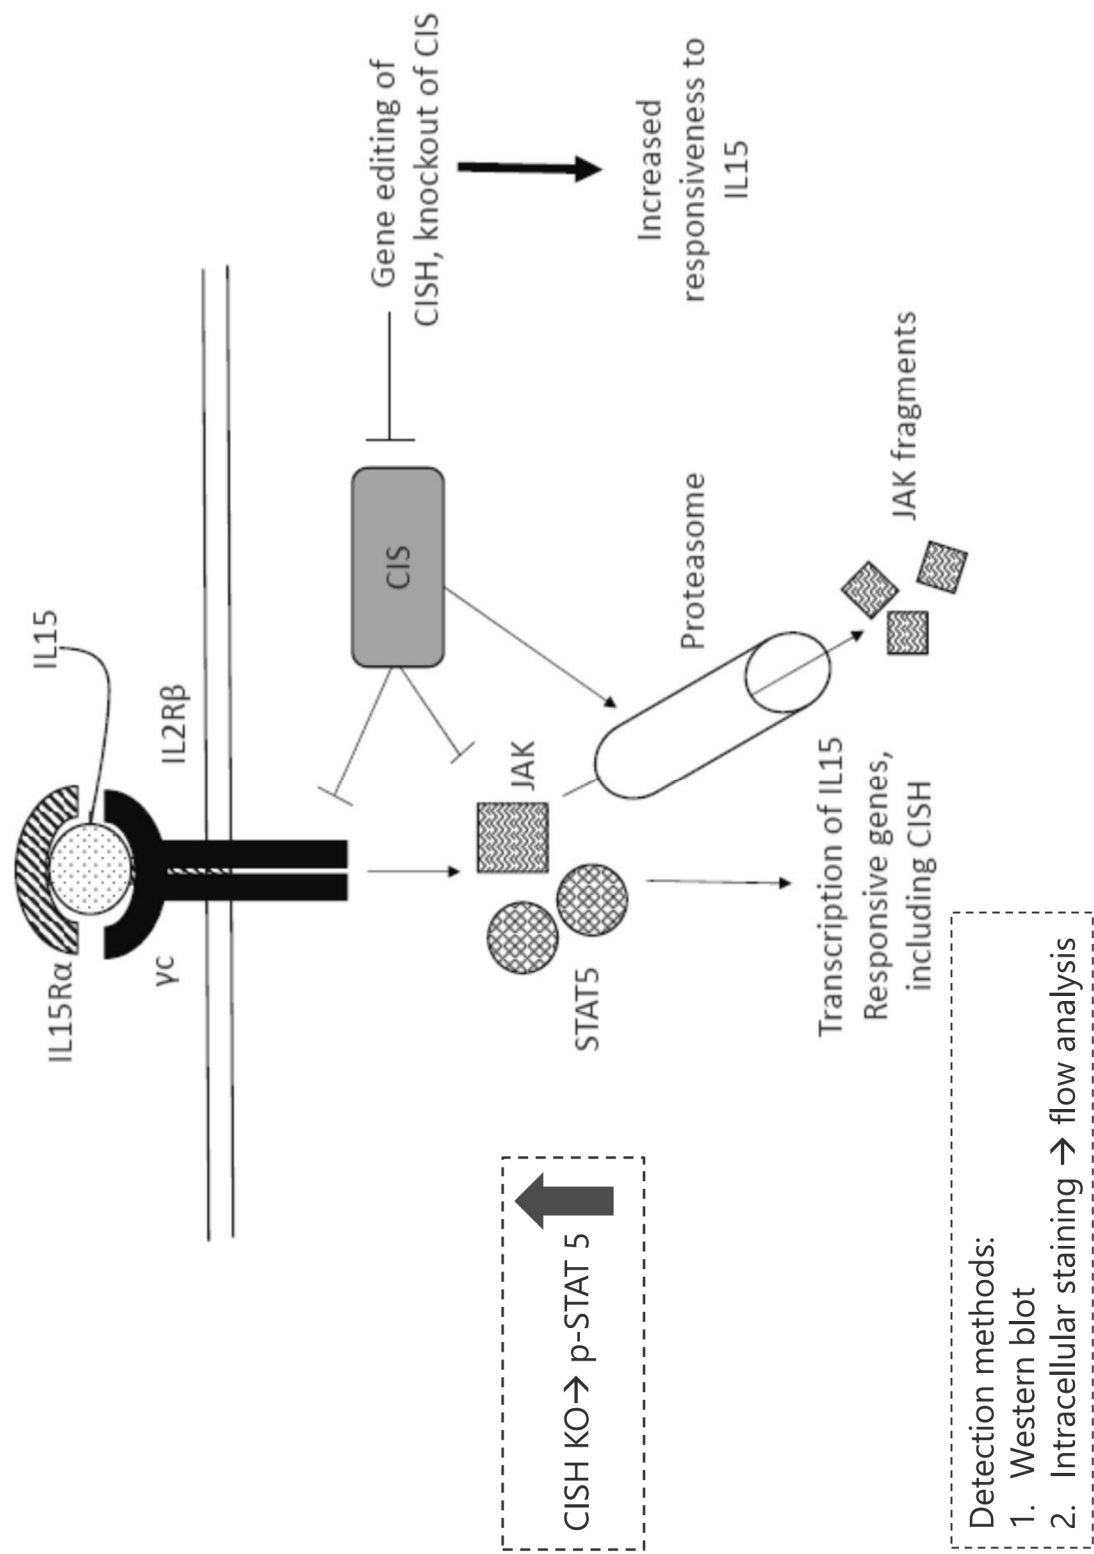 IL15
IL15Rα
γc
IL2Rβ
CIS
Gene editing of
CISH, knockout of CIS
Increased
responsiveness to
IL15
JAK
STAT5
Proteasome
JAK fragments
Transcription of IL15
Responsive genes,
including CISH
CISH KO→ p-STAT 5
Detection methods:
1. Western blot
2. Intracellular staining → flow analysis